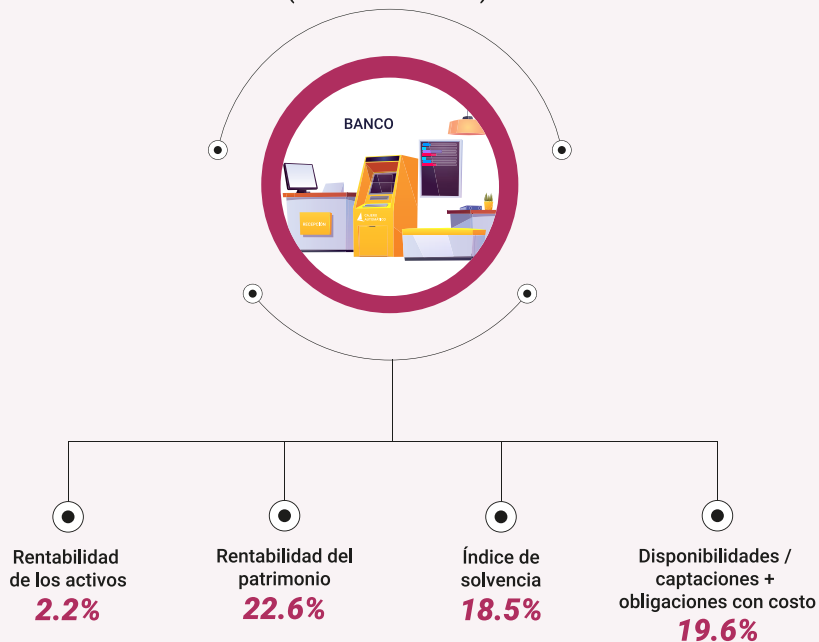 BANCO
RECEPCIÓN
Rentabilidad
de los activos
2.2%
Rentabilidad del
patrimonio
22.6%
Índice de
solvencia
18.5%
Disponibilidades /
captaciones +
obligaciones con costo
19.6%